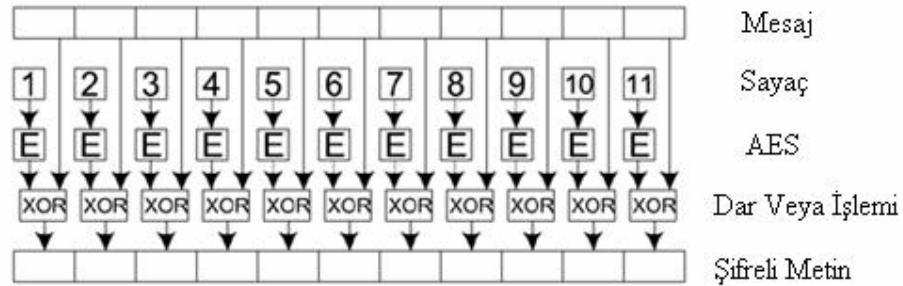 Mesaj
1 2 3 4 5 6 7 8 9 10 11 Sayaç
E E E E E E E E E E E AES
XOR XOR XOR XOR XOR XOR XOR XOR XOR XOR XOR Dar Veya İşlemi
Şifreli Metin